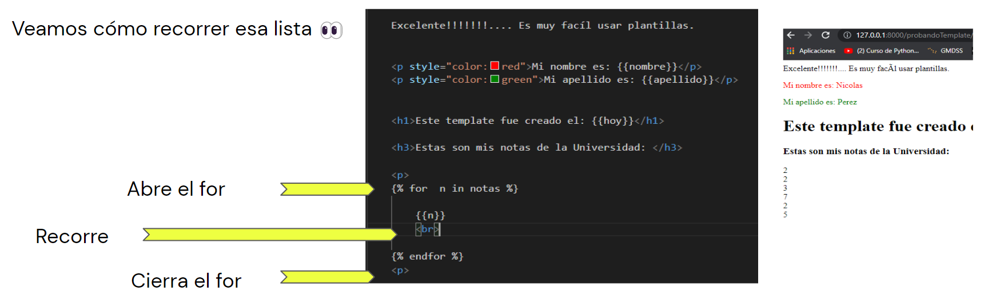 Veamos cómo recorrer esa lista 👀
Excelente!!!!!!!.... Es muy facíl usar plantillas.
<p style="color:red">Mi nombre es: {{nombre}}</p>
<p style="color:green">Mi apellido es: {{apellido}}</p>
<h1>Este template fue creado el: {{hoy}}</h1>
<h3>Estas son mis notas de la Universidad: </h3>
<p>
{% for  n in notas %}
{{n}}
<br>
{% endfor %}
<p>
Abre el for
Recorre
Cierra el for
127.0.0.1:8000/probandoTemplate/
Aplicaciones
(2) Curso de Python...
GMDSS
Excelente!!!!!!!.... Es muy facÃl usar plantillas.
Mi nombre es: Nicolas
Mi apellido es: Perez
Este template fue creado
Estas son mis notas de la Universidad:
2
2
3
7
2
5